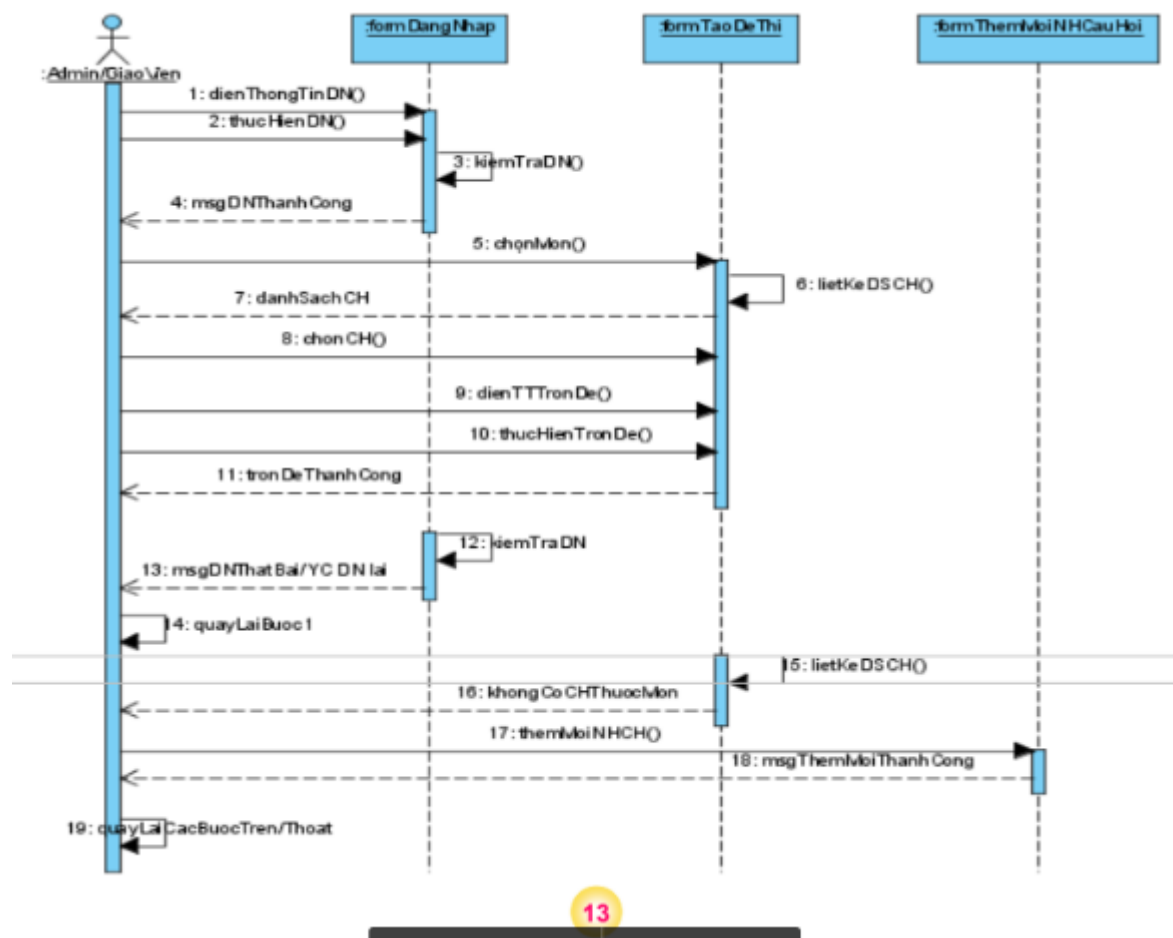 :formDangNhap
:formTaoDeThi
:formThemMoiNHCauHoi
:Admin/GiaoVien
1: dienThongTinDN()
2: thucHienDN()
3: kiemTraDN()
4: msgDNThanhCong
5: chọnMon()
6: lietKeDSCH()
7: danhSachCH
8: chonCH()
9: dienTTTronDe()
10: thucHienTronDe()
11: tronDeThanhCong
12: kiemTraDN
13: msgDNThatBai/YC DN lai
14: quayLaiBuoc1
15: lietKeDSCH()
16: khongCoCHThuocMon
17: themMoiNHCH()
18: msgThemMoiThanhCong
19: quayLaiCacBuocTren/Thoat
13